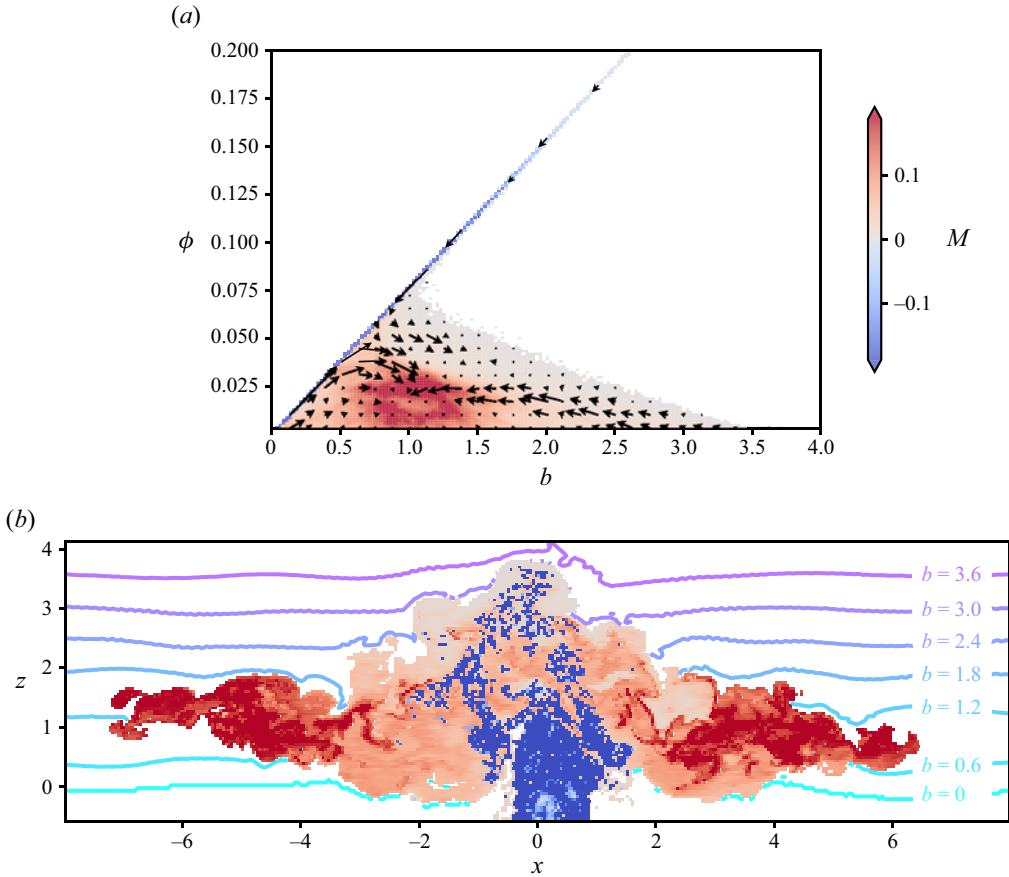 (a)
0.200
0.175
0.150
0.125
ϕ 0.100
0.075
0.050
0.025
0 0.5 1.0 1.5 2.0 2.5 3.0 3.5 4.0
b
0.1
0 M
–0.1
(b)
4
3
z 2
1
0
b = 3.6
b = 3.0
b = 2.4
b = 1.8
b = 1.2
b = 0.6
b = 0
–6 –4 –2 0 2 4 6
x